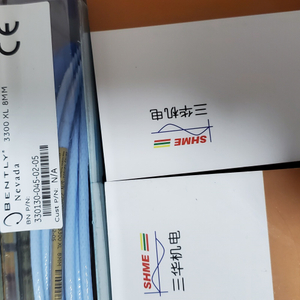 BENTLY
Nevada
3300 XL 8MM
BN P/N:
330130-045-02-05
Cust P/N: N/A
CE
SHME
三华机电
SHME
三华机电